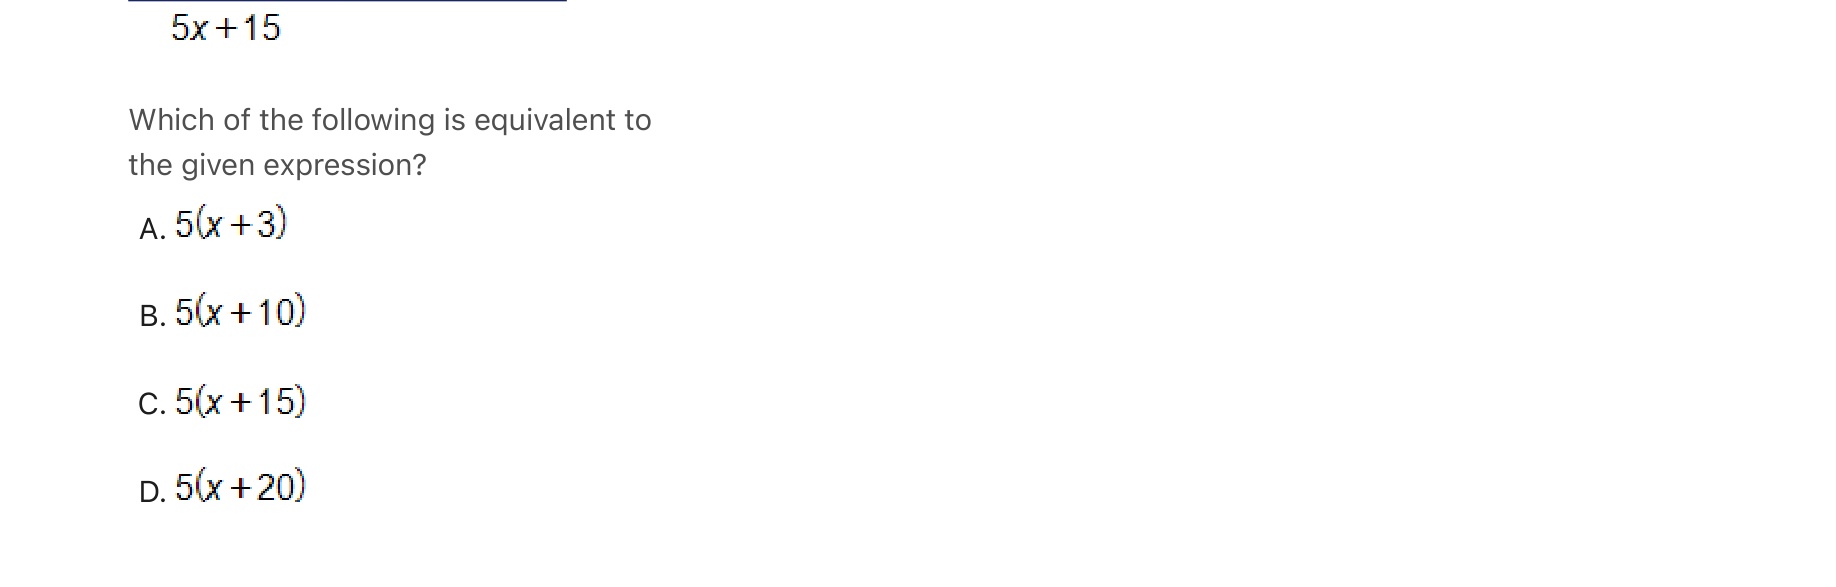 5x+15
Which of the following is equivalent to
the given expression?
A. 5(x+3)
B. 5(x+10)
C. 5(x+15)
D. 5(x+20)